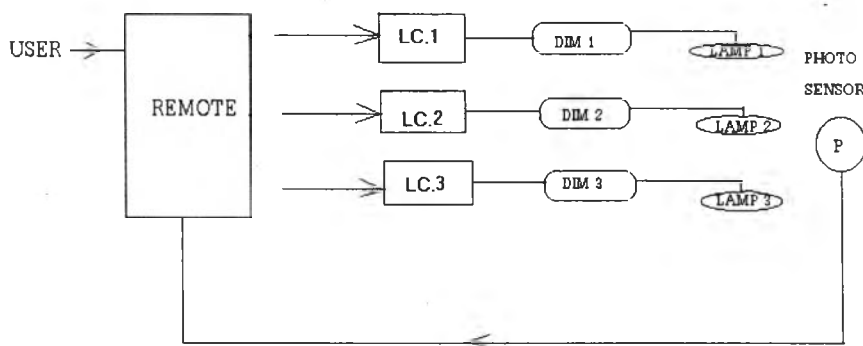 USER
REMOTE
LC.1
DIM 1
LAMP 1
LC.2
DIM 2
LAMP 2
LC.3
DIM 3
LAMP 3
PHOTO
SENSOR
P